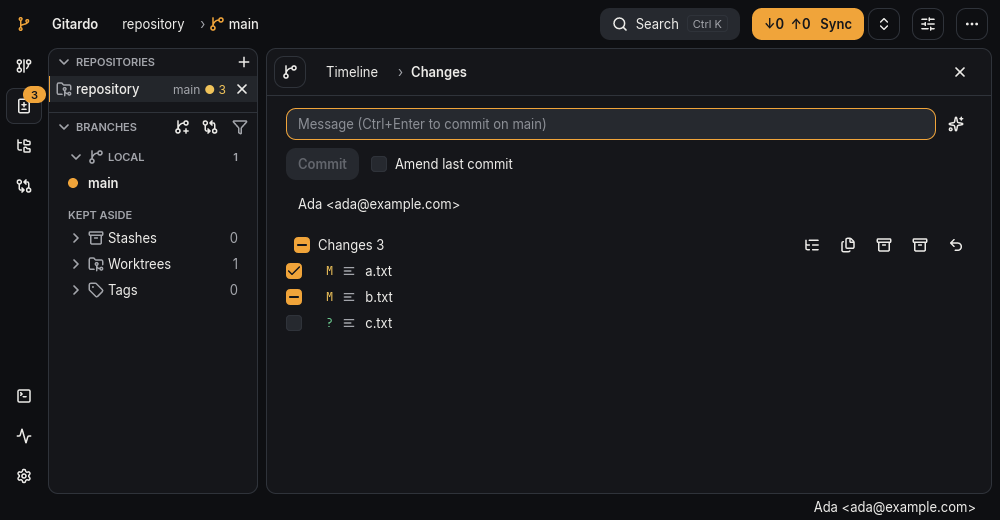 Gitardo repository › main Search Ctrl K ↓0 ↑0 Sync
REPOSITORIES
Timeline › Changes
3
repository main 3
Message (Ctrl+Enter to commit on main)
BRANCHES
LOCAL 1
Commit Amend last commit
main
Ada <ada@example.com>
KEPT ASIDE
Stashes 0
Changes 3
Worktrees 1
M a.txt
Tags 0
M b.txt
? c.txt
Ada <ada@example.com>